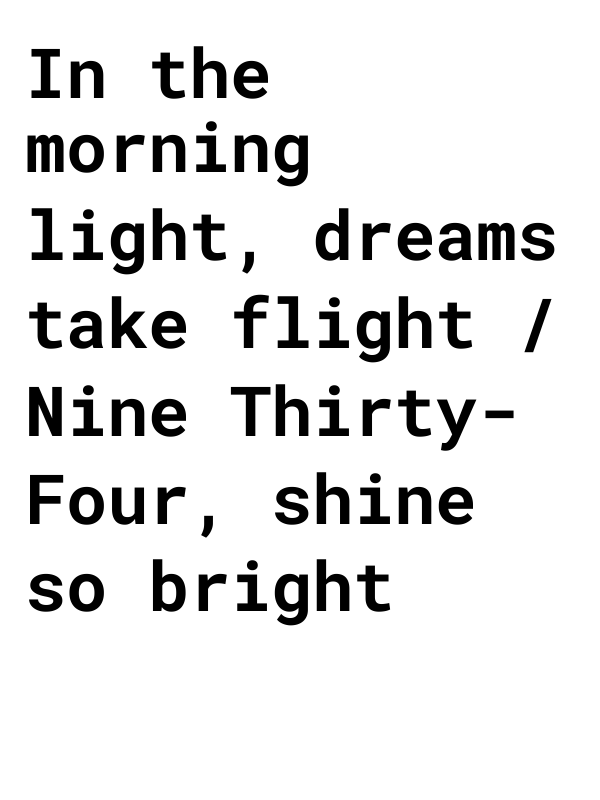 In the
morning
light, dreams
take flight /
Nine Thirty-
Four, shine
so bright